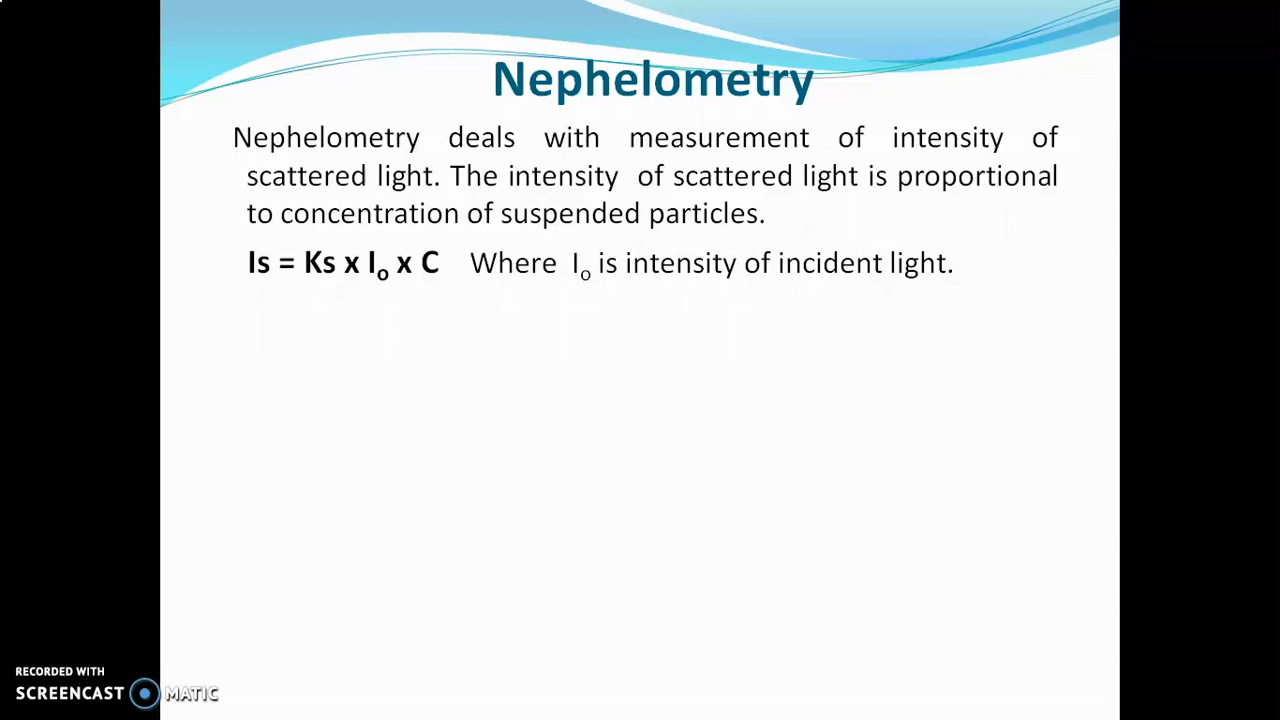 Nephelometry
Nephelometry deals with measurement of intensity of
scattered light. The intensity of scattered light is proportional
to concentration of suspended particles.
Is = Ks x Io x C Where Io is intensity of incident light.
RECORDED WITH
SCREENCAST MATIC